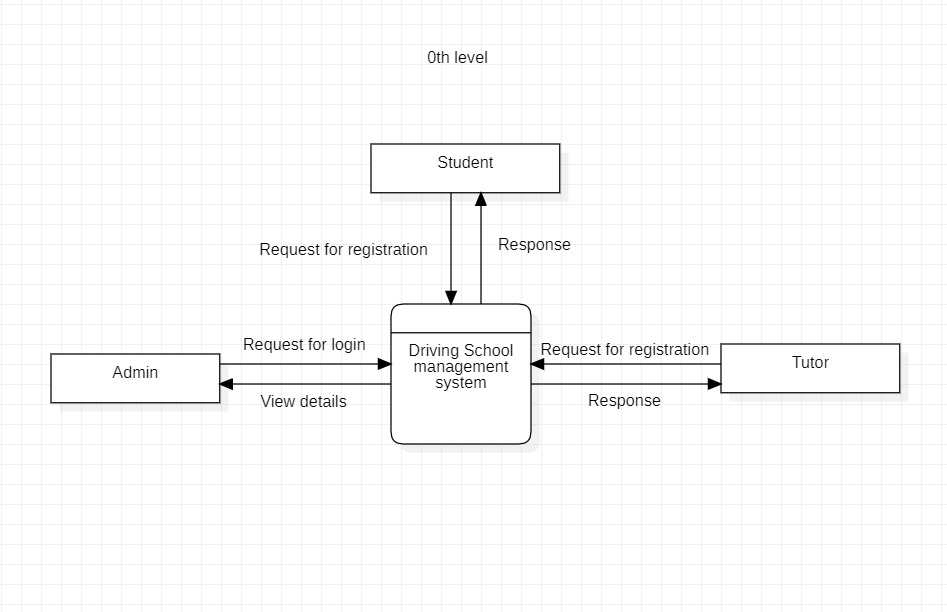 0th level
Student
Request for registration
Response
Request for login
Driving School
management
system
Request for registration
Admin
Tutor
View details
Response